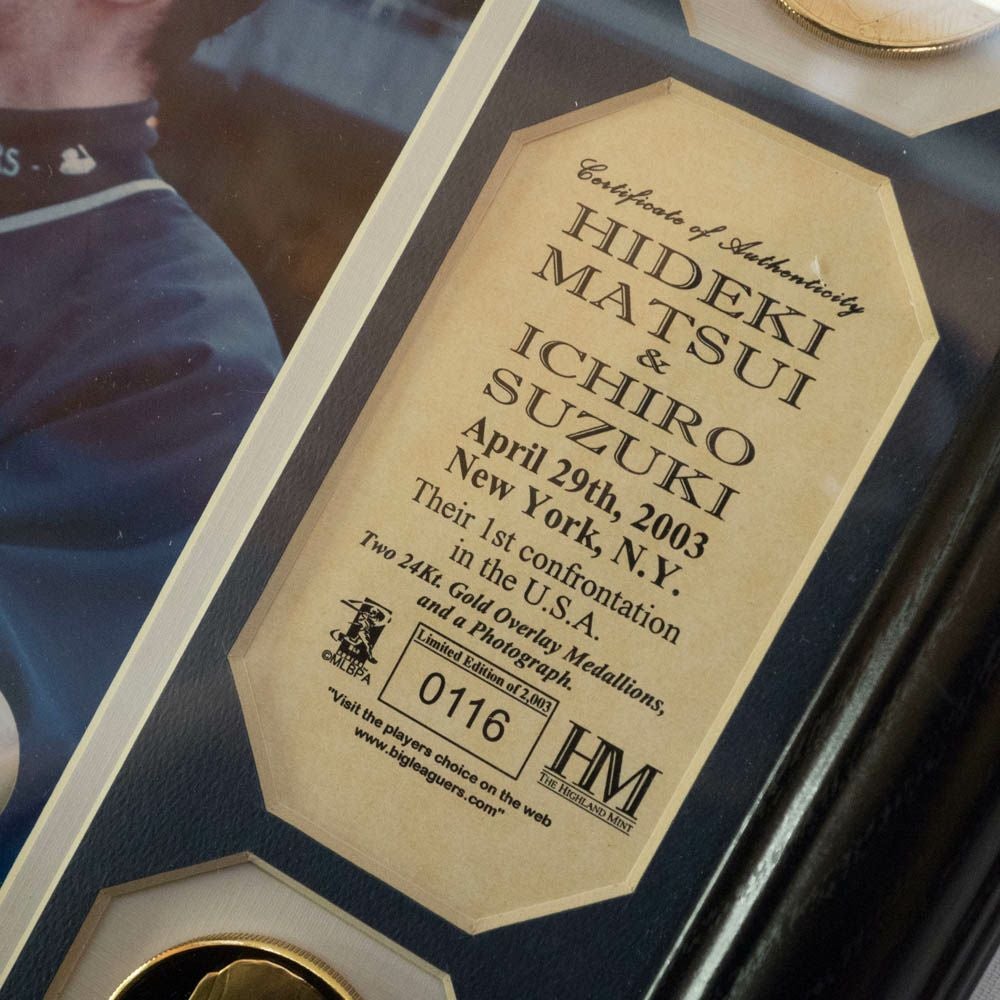 Certificate of Authenticity
HIDEKI
MATSUI
&
ICHIRO
SUZUKI
April 29th, 2003
New York, N.Y.
Their 1st confrontation
in the U.S.A.
Two 24Kt. Gold Overlay Medallions,
and a Photograph.
©MLBPA
Limited Edition of 2,003
0116
HM
THE HIGHLAND MINT
"Visit the players choice on the web
www.bigleaguers.com"